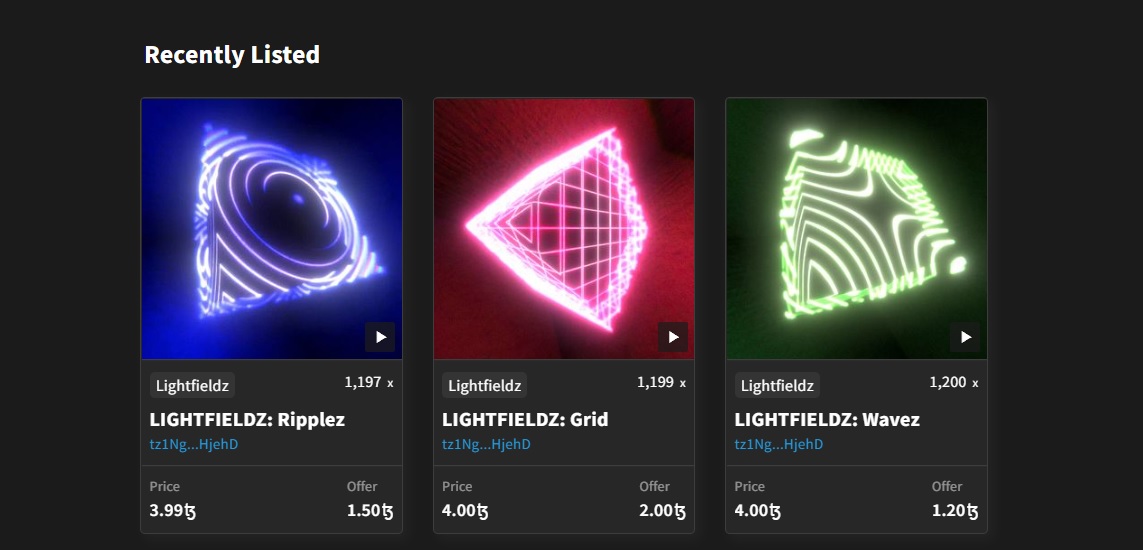 Recently Listed
Lightfieldz 1,197 x
LIGHTFIELDZ: Ripplez
tz1Ng...HjehD
Price Offer
3.99ꜩ 1.50ꜩ
Lightfieldz 1,199 x
LIGHTFIELDZ: Grid
tz1Ng...HjehD
Price Offer
4.00ꜩ 2.00ꜩ
Lightfieldz 1,200 x
LIGHTFIELDZ: Wavez
tz1Ng...HjehD
Price Offer
4.00ꜩ 1.20ꜩ